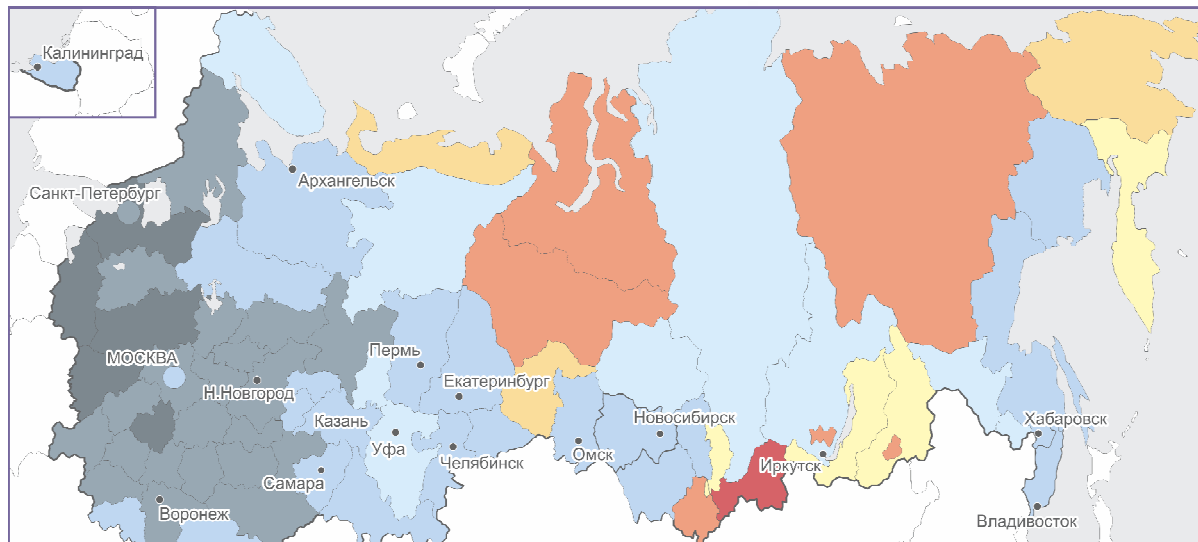 Калининград
Архангельск
Санкт-Петербург
МОСКВА
Пермь
Н.Новгород
Екатеринбург
Казань
Новосибирск
Хабаровск
Уфа
Омск
Челябинск
Иркутск
Самара
Воронеж
Владивосток